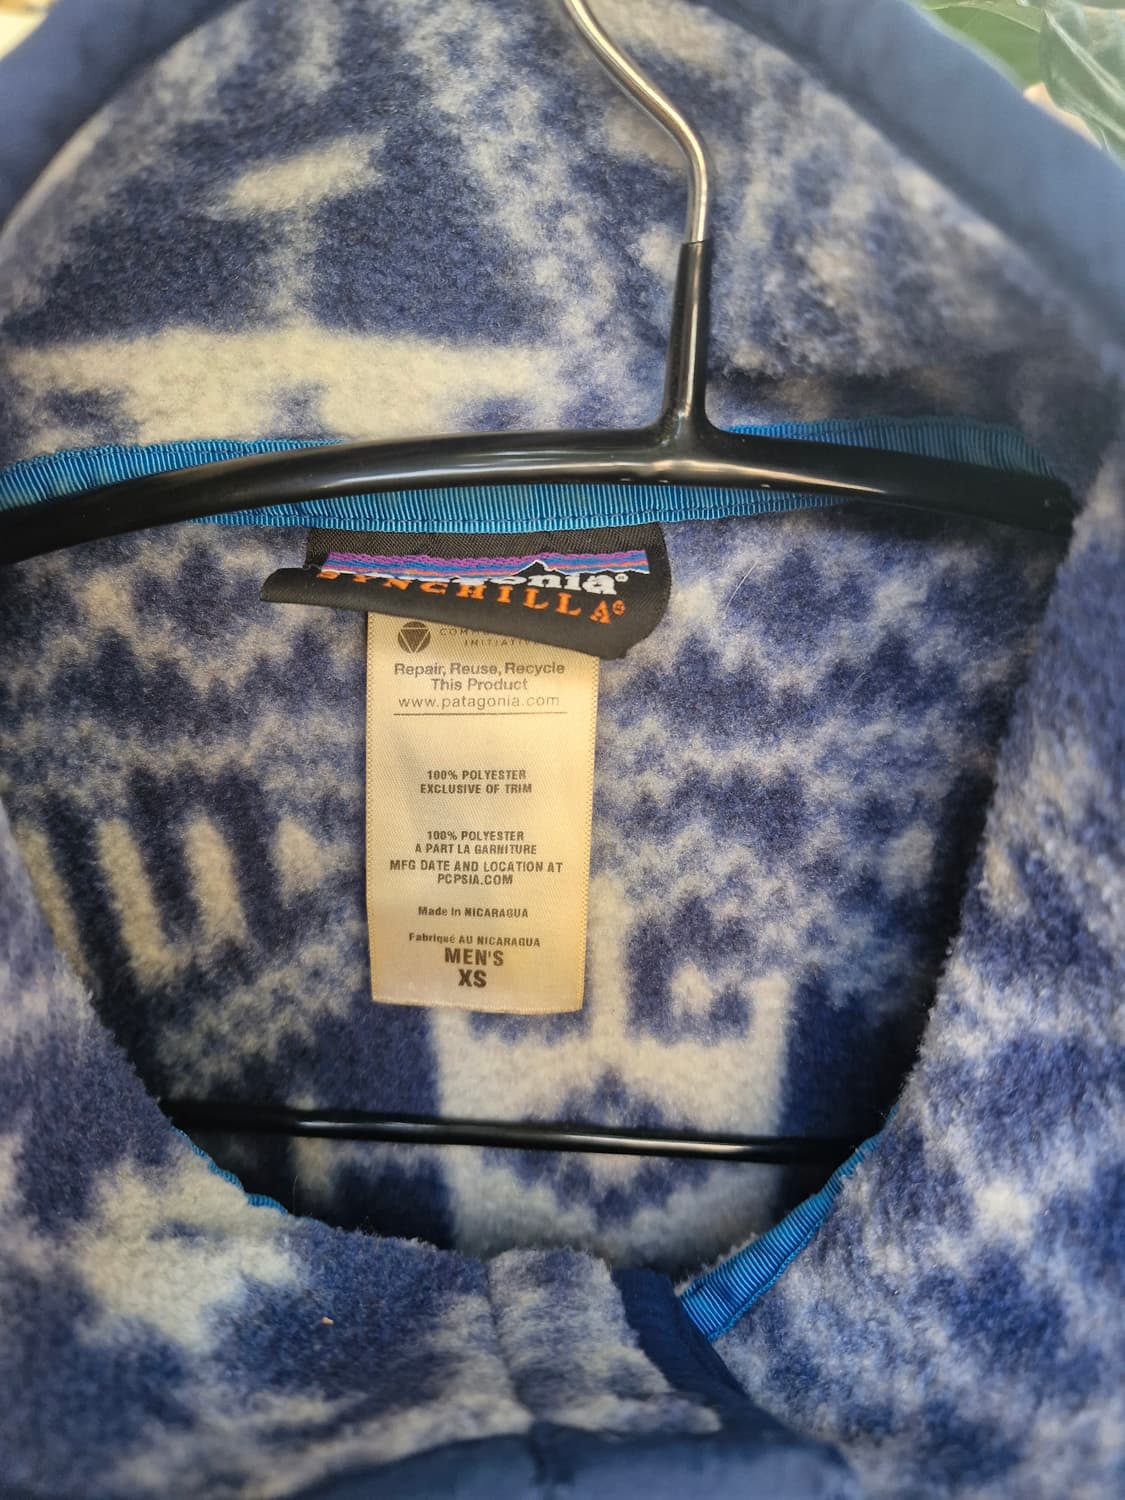 SYNCHILLA®
Repair, Reuse, Recycle
This Product
www.patagonia.com
100% POLYESTER
EXCLUSIVE OF TRIM
100% POLYESTER
A PART LA GARNITURE
MFG DATE AND LOCATION AT
PCPSIA.COM
Made in NICARAGUA
Fabriqué AU NICARAGUA
MEN'S
XS